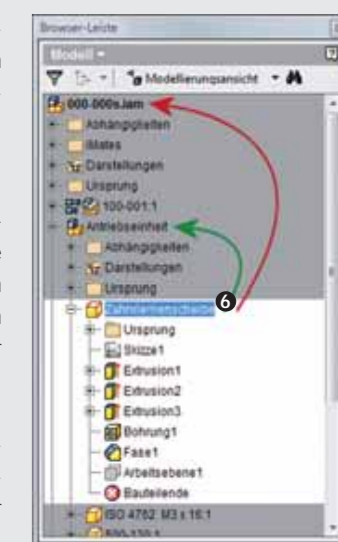 Browser-Leiste
Modell
Modellierungsansicht
000-000s.iam
Abhängigkeiten
iMates
Darstellungen
Ursprung
100-001:1
Antriebseinheit
Abhängigkeiten
Darstellungen
Ursprung
Zahnriemenscheibe
6
Ursprung
Skizze1
Extrusion1
Extrusion2
Extrusion3
Bohrung1
Fase1
Arbeitsebene1
Bauteilende
ISO 4762 M3 x 16:1